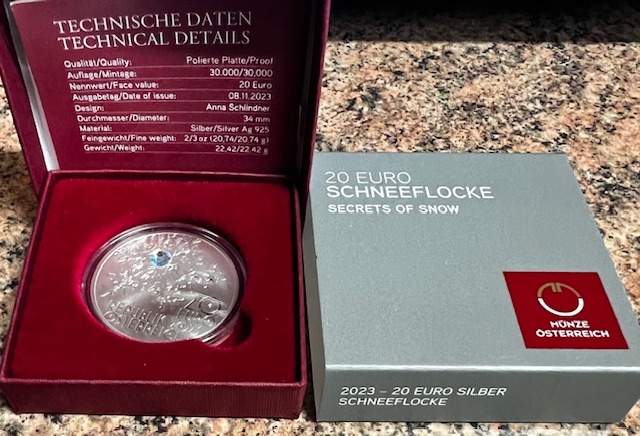 TECHNISCHE DATEN
TECHNICAL DETAILS
Qualität/Quality: Polierte Platte/Proof
Auflage/Mintage: 30.000/30,000
Nennwert/Face value: 20 Euro
Ausgabetag/Date of issue: 08.11.2023
Design: Anna Schlindner
Durchmesser/Diameter: 34 mm
Material: Silber/Silver Ag 925
Feingewicht/Fine weight: 2/3 oz (20,74/20.74 g)
Gewicht/Weight: 22,42/22.42 g
20
REPUBLIK
ÖSTERREICH
20 EURO
SCHNEEFLOCKE
SECRETS OF SNOW
MÜNZE
ÖSTERREICH
2023 – 20 EURO SILBER
SCHNEEFLOCKE